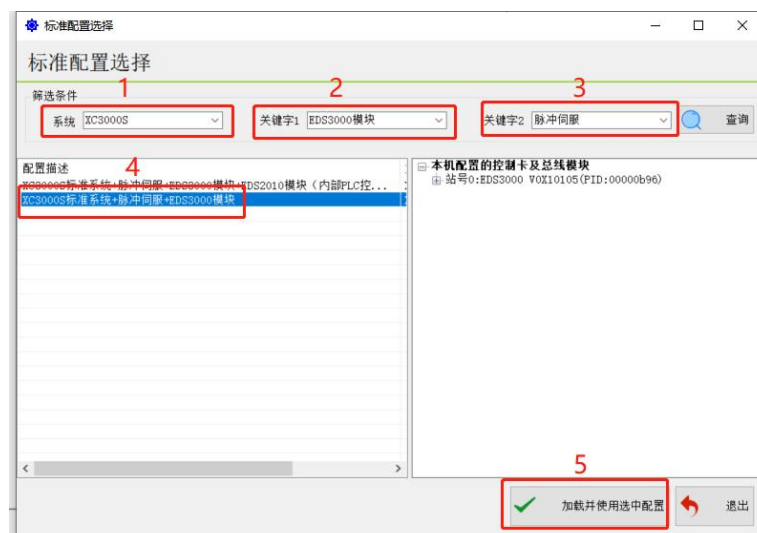 标准配置选择
标准配置选择
筛选条件
1
2
3
系统 XC3000S
关键字1 EDS3000模块
关键字2 脉冲伺服
查询
4
配置描述
XC3000S标准系统+脉冲伺服+EDS3000模块+EDS2010模块（内部PLC控...
XC3000S标准系统+脉冲伺服+EDS3000模块
本机配置的控制卡及总线模块
站号0:EDS3000 V0X10105(PID:00000b96)
5
加载并使用选中配置
退出